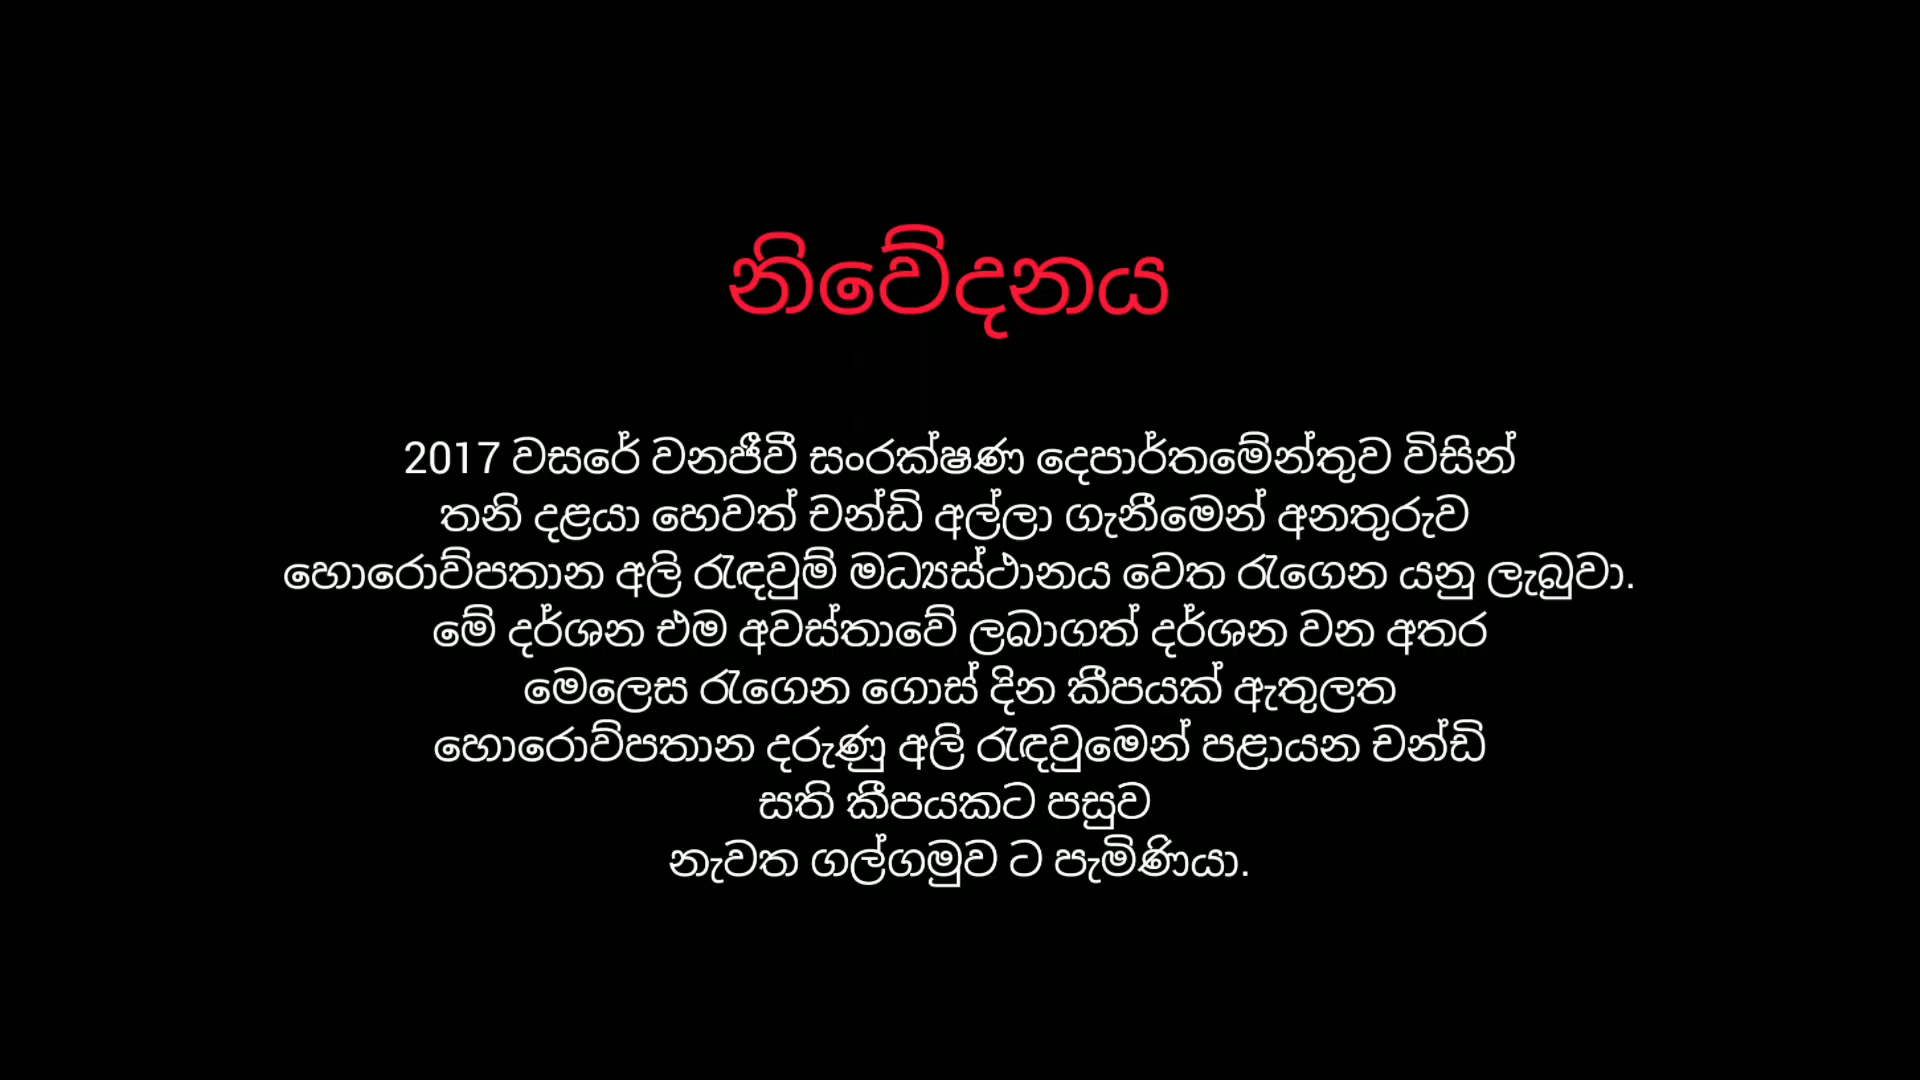 නිවේදනය
2017 වසරේ වනජීවී සංරක්ෂණ දෙපාර්තමේන්තුව විසින්
තනි දළයා හෙවත් චන්ඩි අල්ලා ගැනීමෙන් අනතුරුව
හොරොව්පතාන අලි රැඳවුම් මධ්‍යස්ථානය වෙත රැගෙන යනු ලැබුවා.
මේ දර්ශන එම අවස්තාවේ ලබාගත් දර්ශන වන අතර
මෙලෙස රැගෙන ගොස් දින කීපයක් ඇතුලත
හොරොව්පතාන දරුණු අලි රැඳවුමෙන් පළායන චන්ඩි
සති කීපයකට පසුව
නැවත ගල්ගමුව ට පැමිණියා.